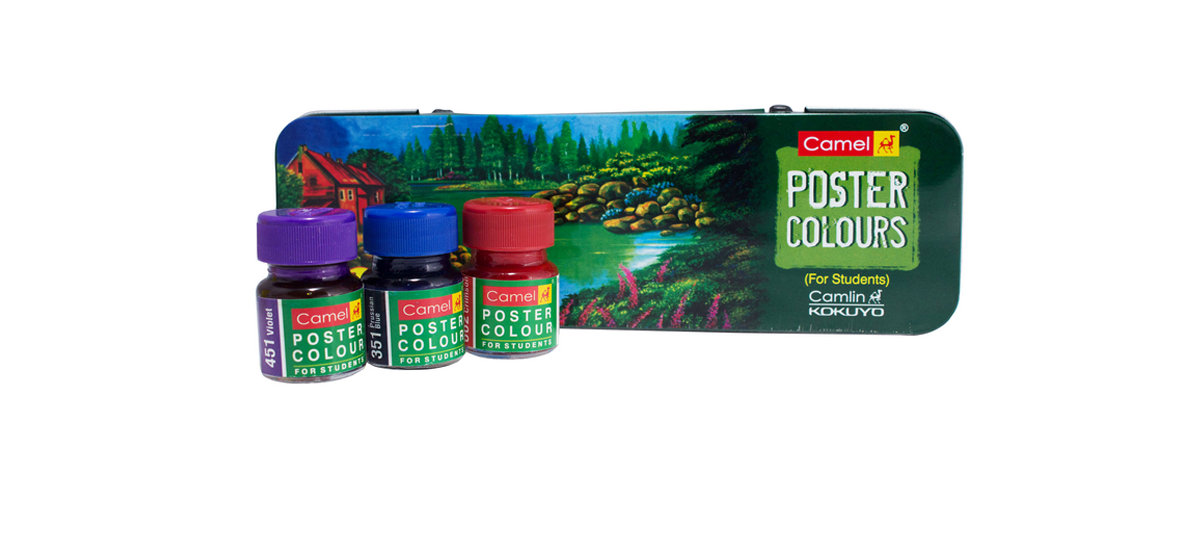 Camel
®
POSTER
COLOURS
(For Students)
Camlin
KOKUYO
451 Violet
Camel
POSTER
COLOUR
FOR STUDENTS
351 Prussian
Blue
Camel
POSTER
COLOUR
FOR STUDENTS
Camel
POSTER
COLOUR
FOR STUDENTS